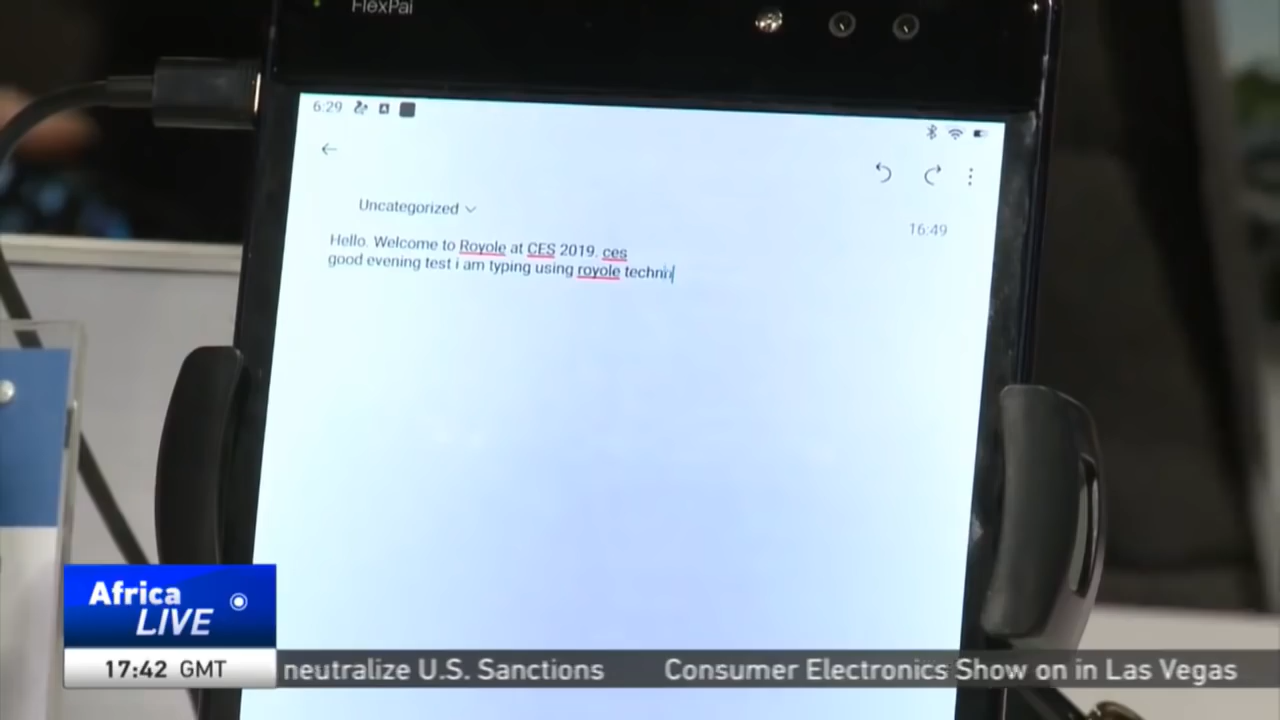 FlexPai
6:29
Uncategorized
16:49
Hello. Welcome to Royole at CES 2019. ces
good evening test i am typing using royole technn
Africa
LIVE
17:42 GMT
neutralize U.S. Sanctions Consumer Electronics Show on in Las Vegas